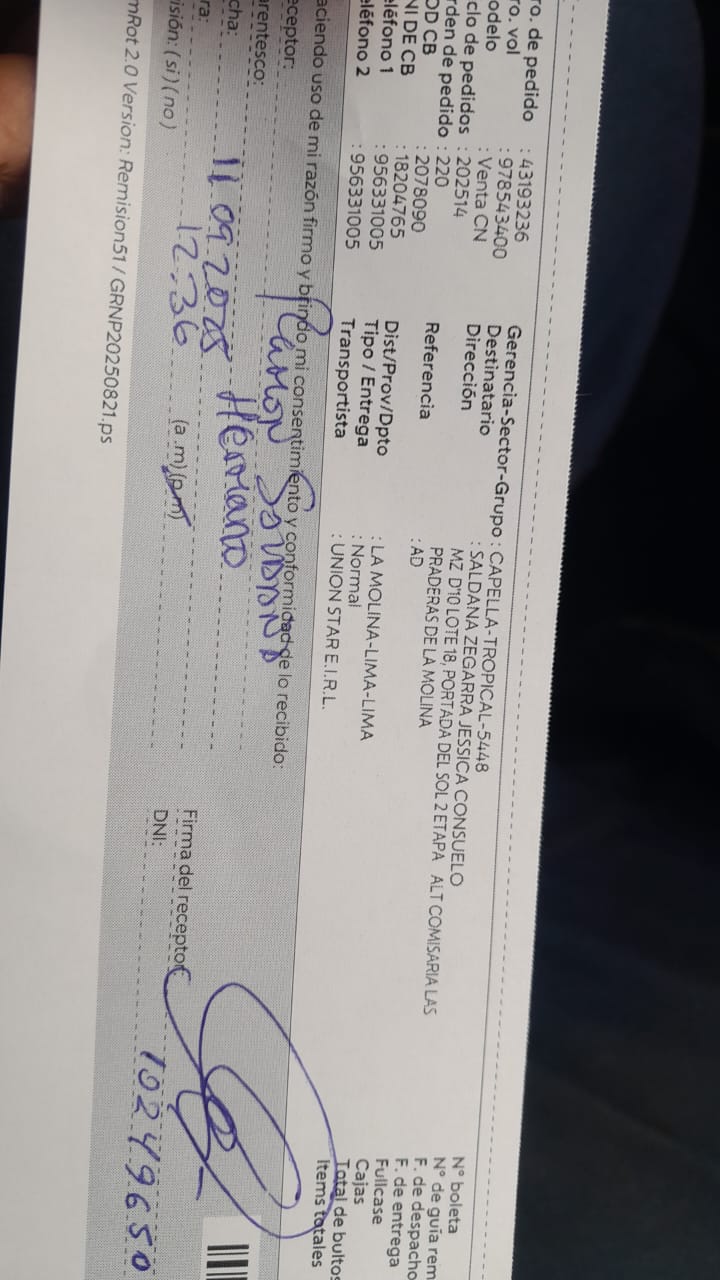 ro. de pedido : 43193236
ro. vol : 978543400
odelo : Venta CN
clo de pedidos : 202514
rden de pedido : 220
OD CB : 2078090
NI DE CB : 18204765
eléfono 1 : 956331005
eléfono 2 : 956331005
Gerencia-Sector-Grupo : CAPELLA-TROPICAL-5448
Destinatario : SALDANA ZEGARRA JESSICA CONSUELO
Dirección : MZ D'10 LOTE 18, PORTADA DEL SOL 2 ETAPA ALT COMISARIA LAS
PRADERAS DE LA MOLINA
Referencia : AD
Dist/Prov/Dpto : LA MOLINA-LIMA-LIMA
Tipo / Entrega : Normal
Transportista : UNION STAR E.I.R.L.
N° boleta
N° de guía rem
F. de despacho
F. de entrega
Fullcase
Cajas
Total de bultos
Items totales
aciendo uso de mi razón firmo y brindo mi consentimiento y conformidad de lo recibido:
eceptor: Ramon
arentesco: Hermano
cha: 11 09 2025
ra: 12:36 (a.m)(p.m)
isión: (si)(no)
Firma del receptor:
DNI: 10249650
mRot 2.0 Version: Remision51 / GRNP20250821.ps